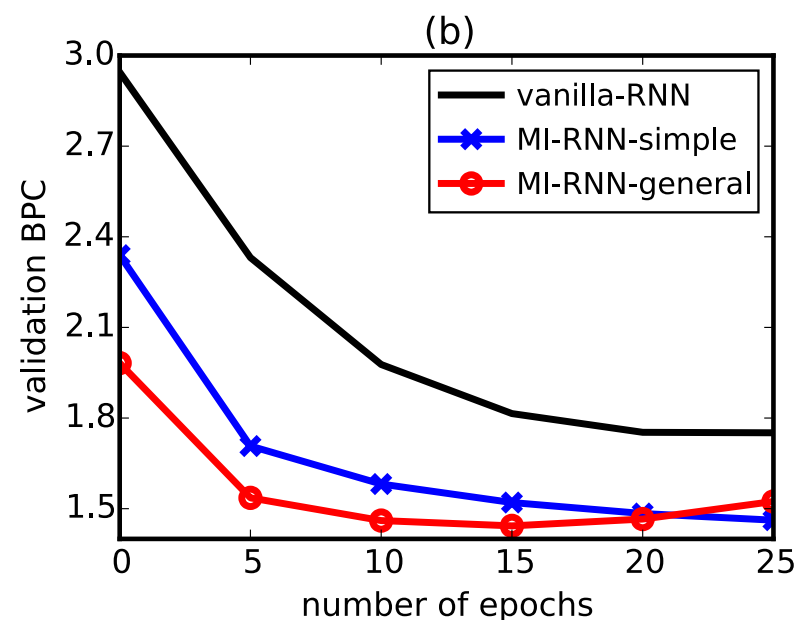 (b)
3.0
2.7
2.4
2.1
1.8
1.5
validation BPC
vanilla-RNN
MI-RNN-simple
MI-RNN-general
0 5 10 15 20 25
number of epochs